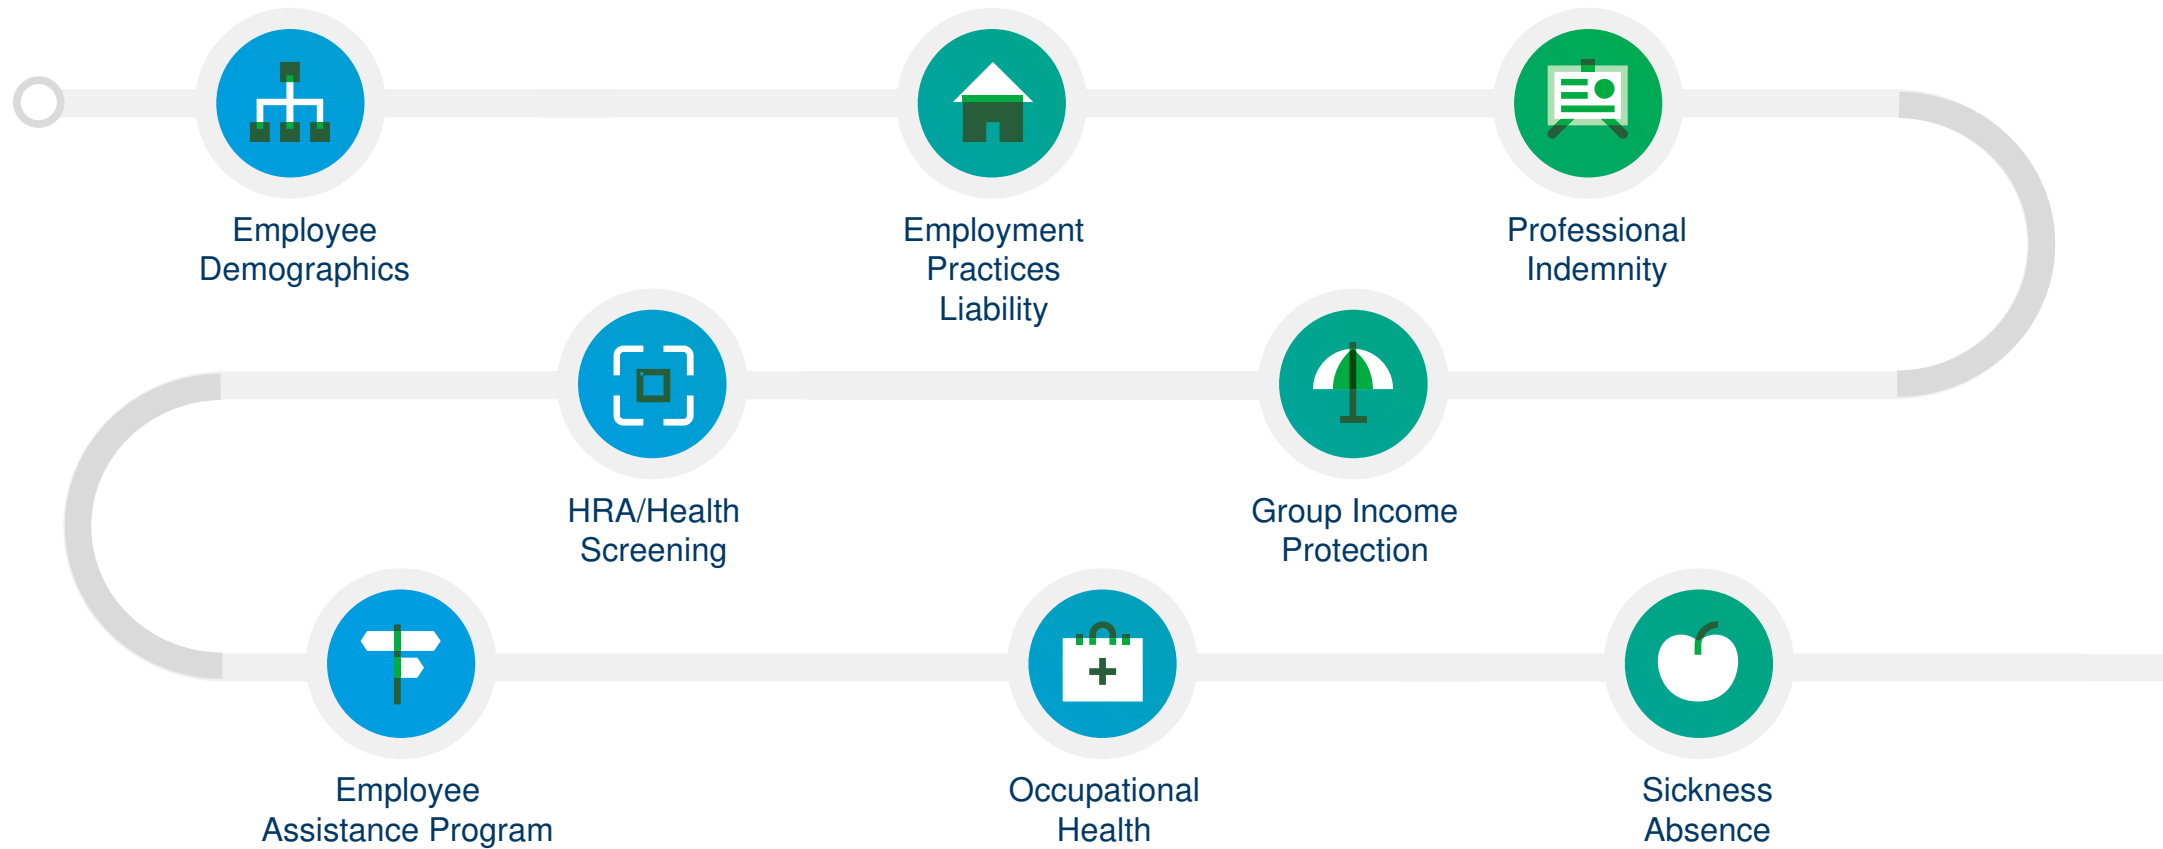 Employee
Demographics
Employment
Practices
Liability
Professional
Indemnity
HRA/Health
Screening
Group Income
Protection
Employee
Assistance Program
Occupational
Health
Sickness
Absence